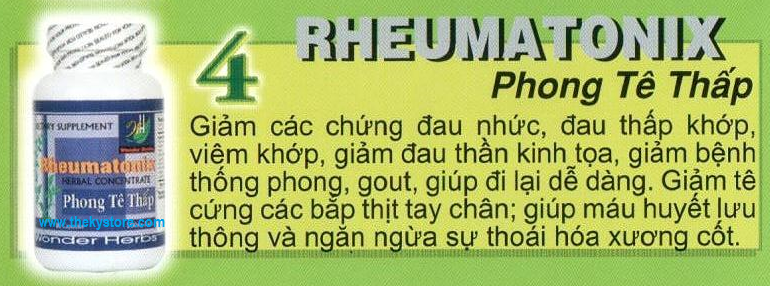 4
RHEUMATONIX
Phong Tê Thấp
Giảm các chứng đau nhức, đau thấp khớp,
viêm khớp, giảm đau thần kinh tọa, giảm bệnh
thống phong, gout, giúp đi lại dễ dàng. Giảm tê
cứng các bắp thịt tay chân; giúp máu huyết lưu
thông và ngăn ngừa sự thoái hóa xương cốt.
ARY SUPPLEMENT
Rheumatonix
HERBAL CONCENTRATE
Phong Tê Thấp
www.thekystore.com
Wonder Herbs